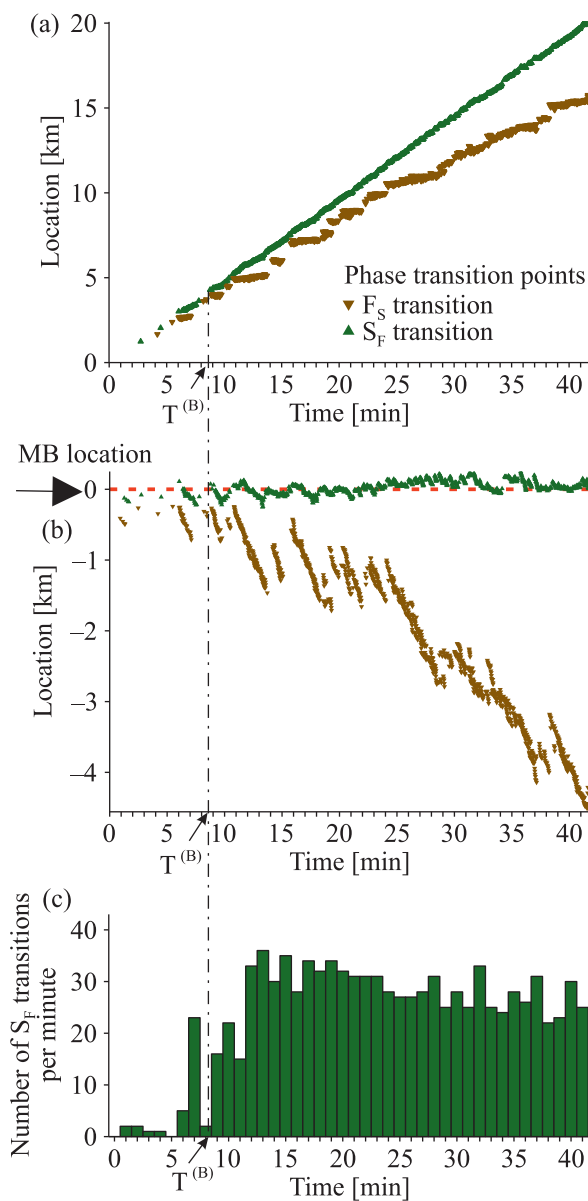 (a)
Location [km]
20
15
10
5
0
Phase transition points
F_S transition
S_F transition
0 5 10 15 20 25 30 35 40
T^(B)
Time [min]
MB location
(b)
Location [km]
0
−1
−2
−3
−4
0 5 10 15 20 25 30 35 40
T^(B)
Time [min]
(c)
Number of S_F transitions
per minute
40
30
20
10
0
0 5 10 15 20 25 30 35 40
T^(B)
Time [min]